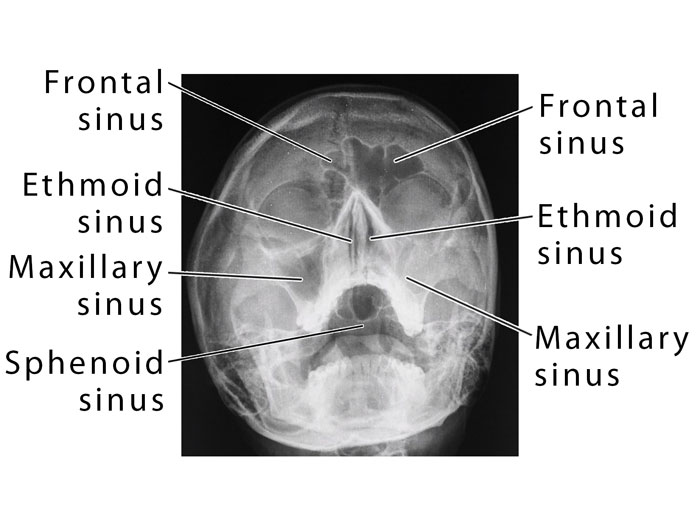 Frontal
sinus
Ethmoid
sinus
Maxillary
sinus
Sphenoid
sinus
Frontal
sinus
Ethmoid
sinus
Maxillary
sinus